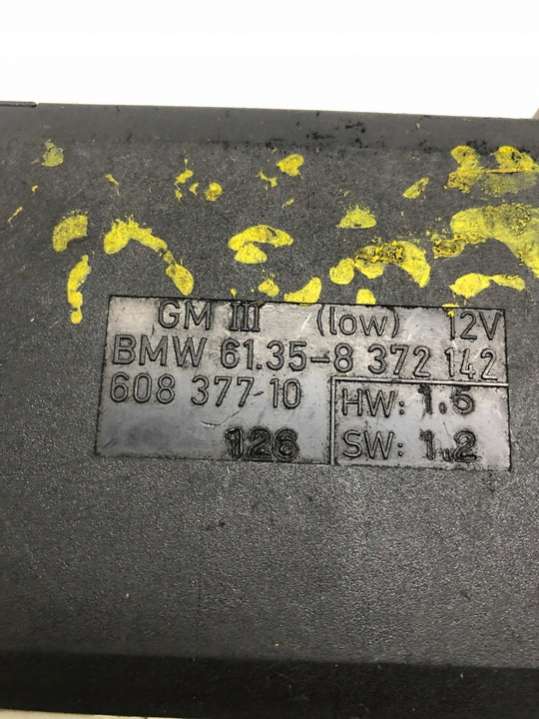 GM III (low) 12V
BMW 61.35-8 372 142
608 377 10 HW: 1.5
126 SW: 1.2